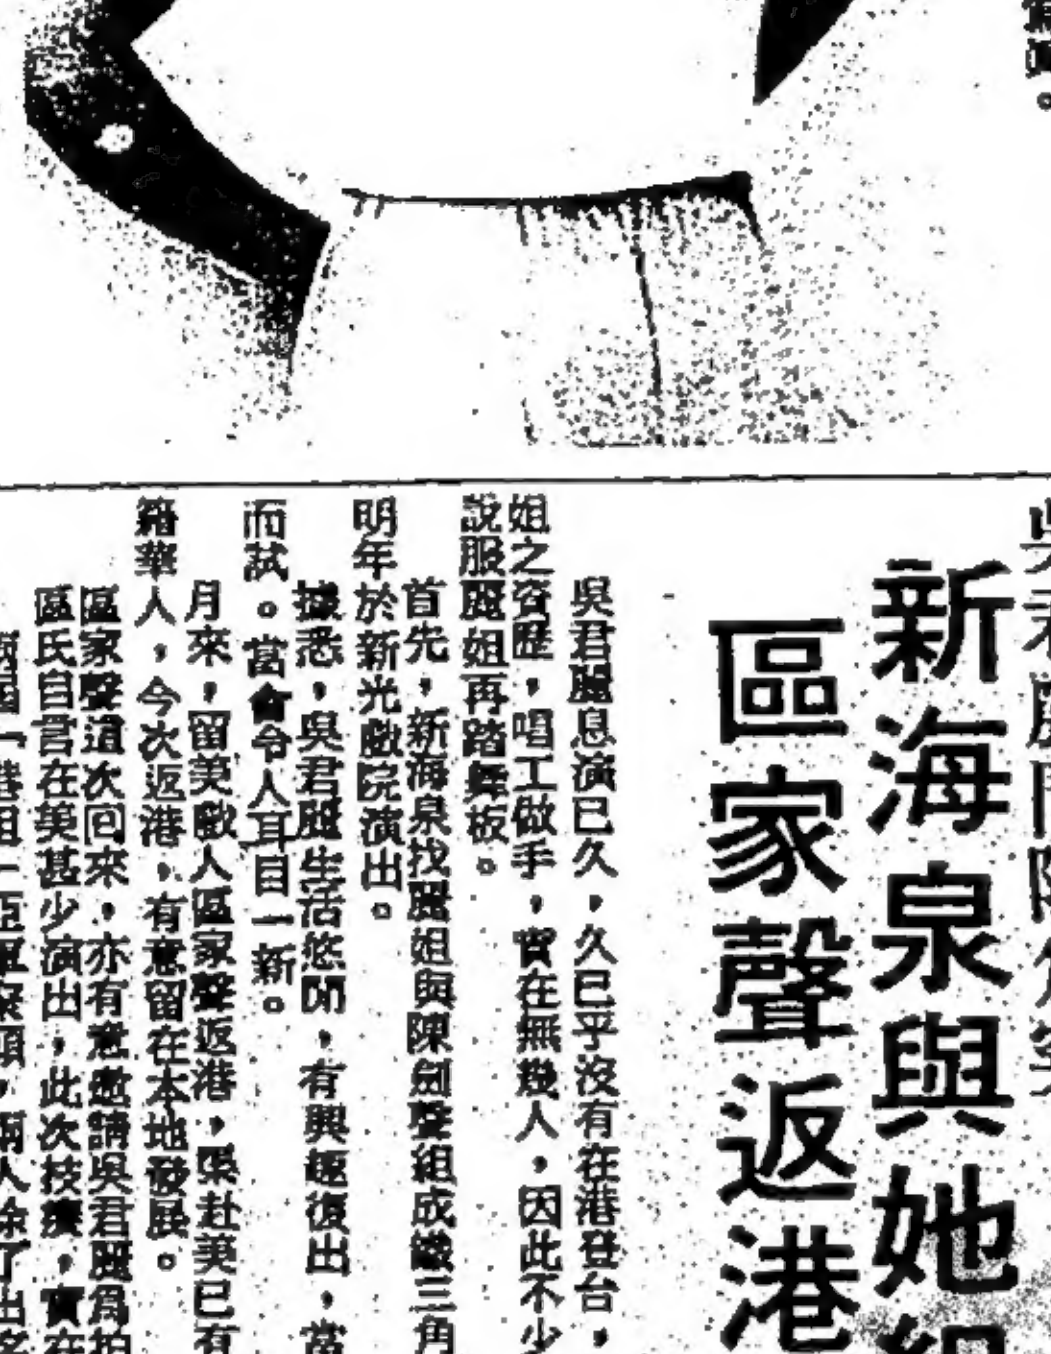 新海泉與她組
區家聲返港
吳君麗息演已久，久已乎沒有在港登台，
姐之資歷，唱工做手，實在無幾人，因此不少
說服麗姐再踏舞板。
首先，新海泉找麗姐與陳劍聲組成鐵三角
明年於新光戲院演出。
據悉，吳君麗生活悠閒，有興趣復出，當
而試。當會令人耳目一新。
月來，留美戲人區家聲返港，渠赴美已有
籍華人，今次返港，有意留在本地發展。
區家聲這次回來，亦有意邀請吳君麗為拍
區氏自言在美甚少演出，此次技癢，實在